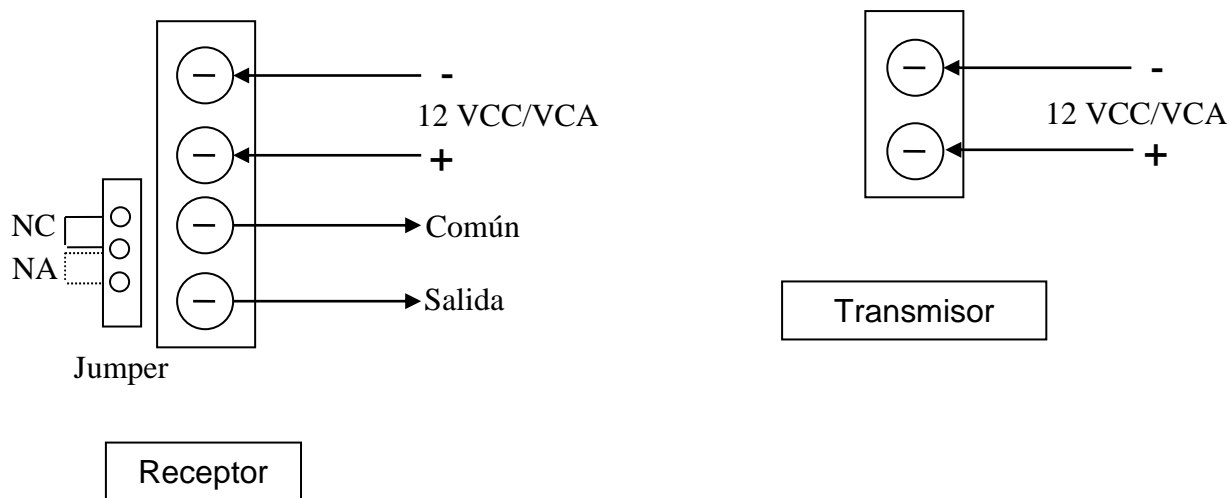 -
12 VCC/VCA
+
NC
NA
Común
Salida
Jumper
Receptor
-
12 VCC/VCA
+
Transmisor